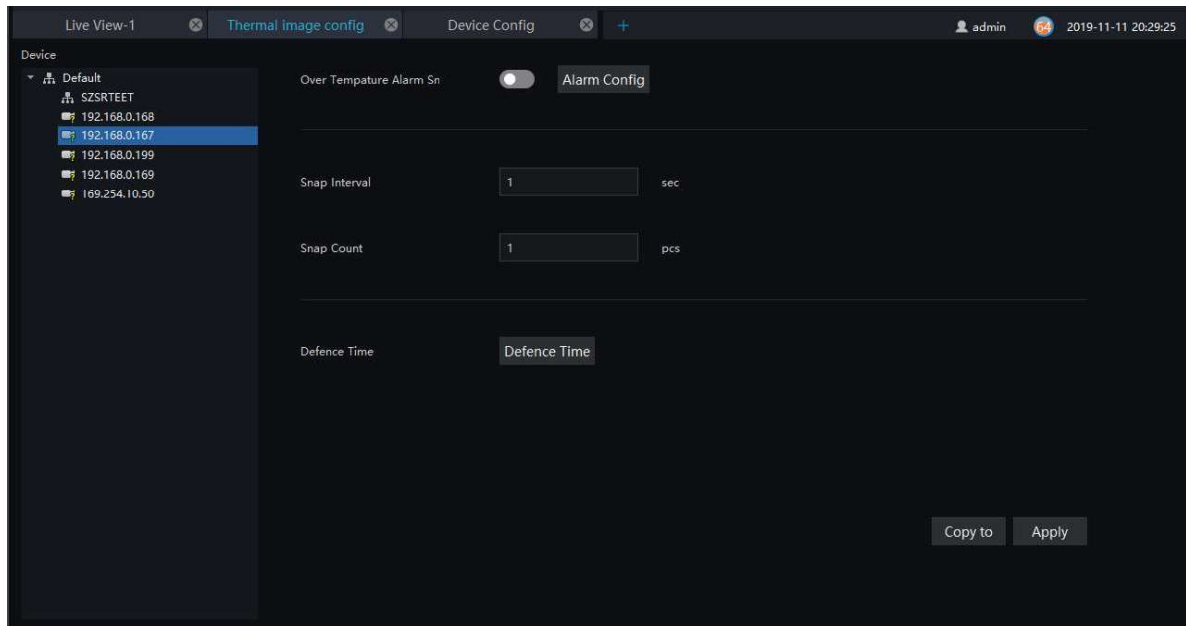 Live View-1 Thermal image config Device Config + admin 64 2019-11-11 20:29:25
Device
Default
SZSRTEET
192.168.0.168
192.168.0.167
192.168.0.199
192.168.0.169
169.254.10.50
Over Tempature Alarm Sn
Alarm Config
Snap Interval 1 sec
Snap Count 1 pcs
Defence Time Defence Time
Copy to Apply